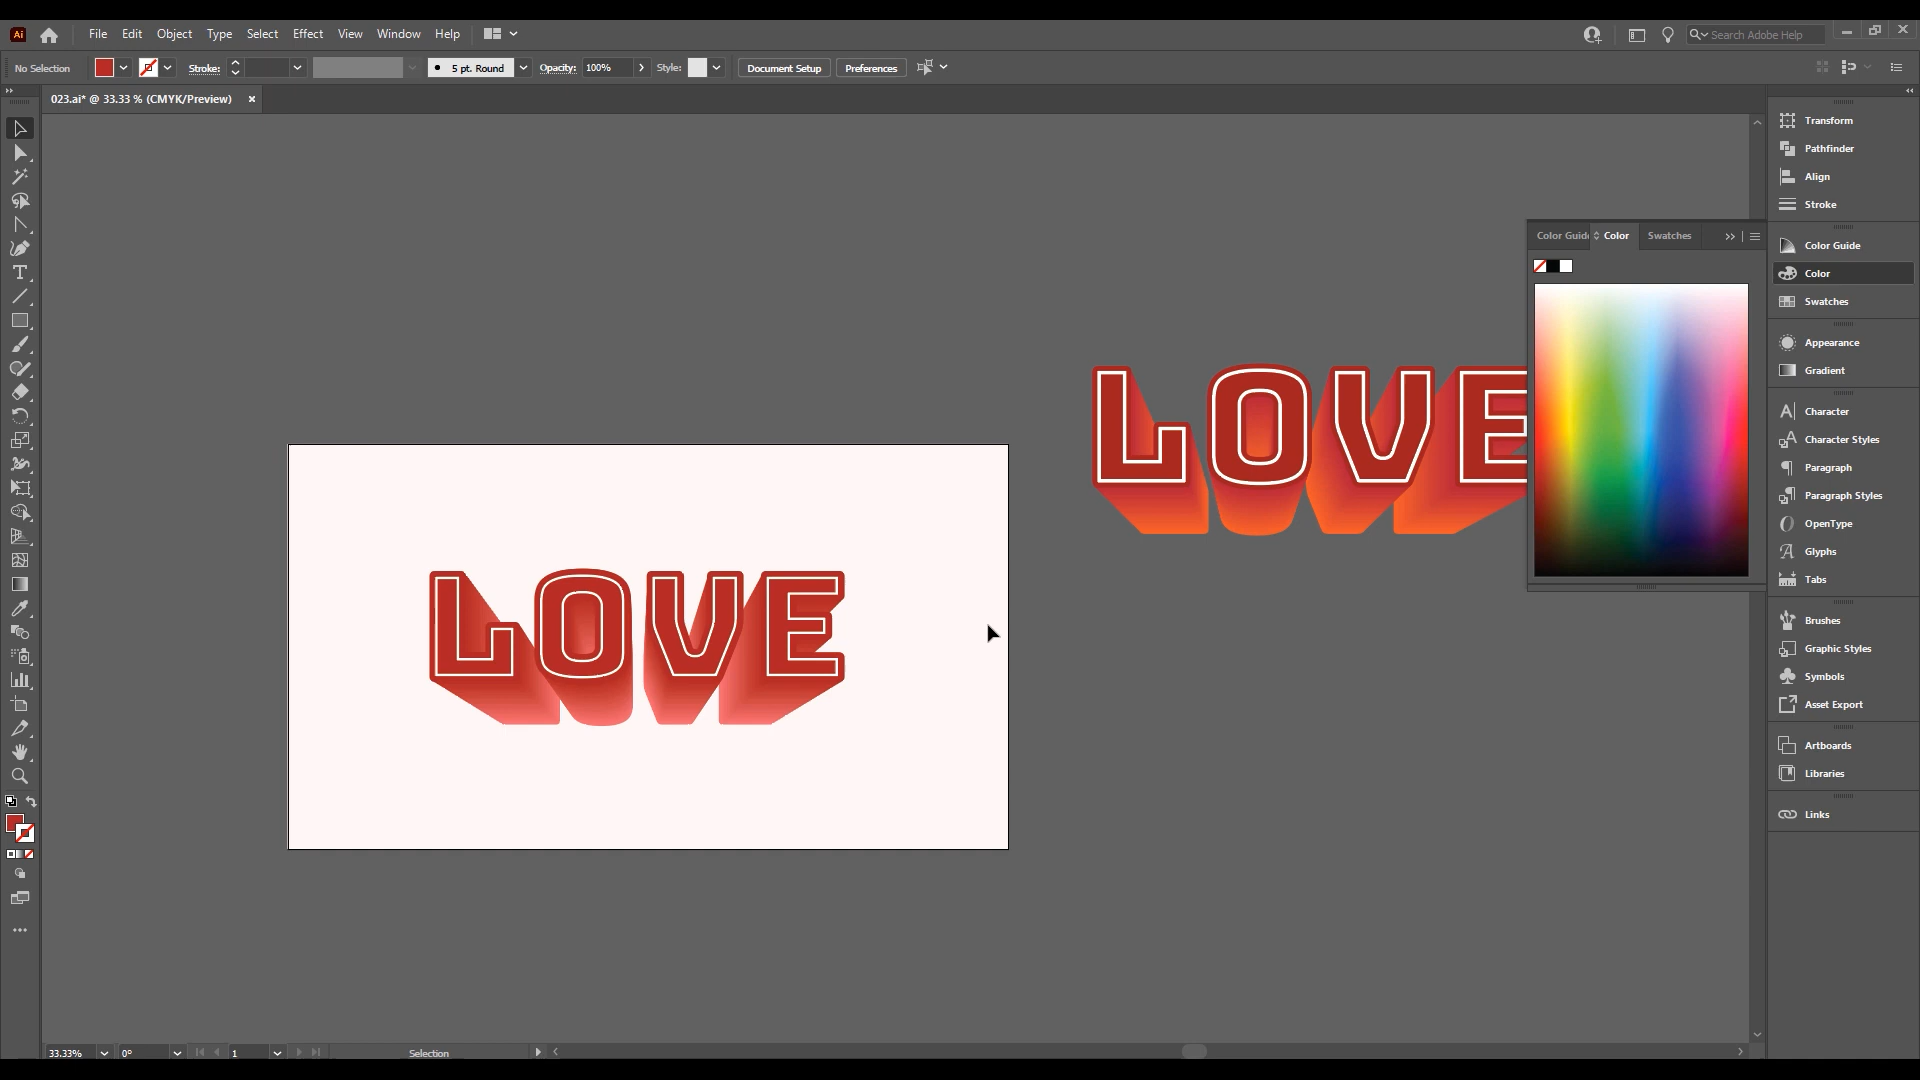 Ai File Edit Object Type Select Effect View Window Help Search Adobe Help
No Selection Stroke: 5 pt. Round Opacity: 100% Style: Document Setup Preferences
023.ai* @ 33.33 % (CMYK/Preview) ×
Transform
Pathfinder
Align
Stroke
Color Guide
Color
Swatches
Appearance
Gradient
Character
Character Styles
Paragraph
Paragraph Styles
OpenType
Glyphs
Tabs
Brushes
Graphic Styles
Symbols
Asset Export
Artboards
Libraries
Links
Color Guide Color Swatches
LOVE
LOVE
33.33% 0° 1 Selection